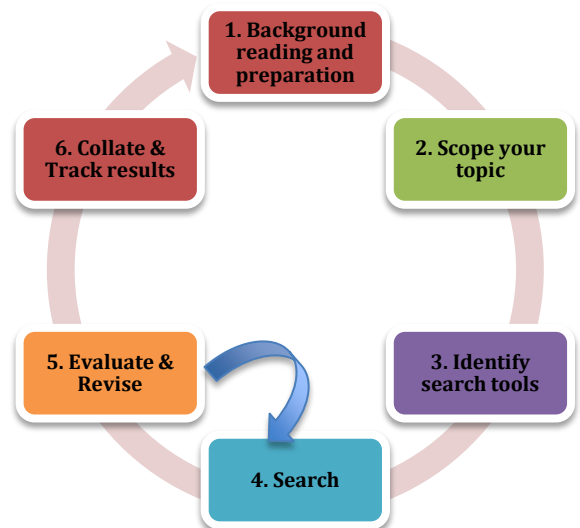 1. Background
reading and
preparation
2. Scope your
topic
3. Identify
search tools
4. Search
5. Evaluate &
Revise
6. Collate &
Track results